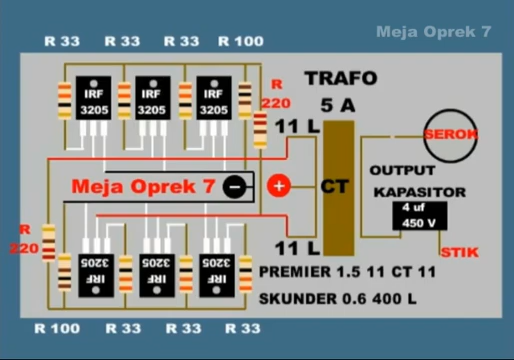 Meja Oprek 7
R 33 R 33 R 33 R 100
IRF
3205
IRF
3205
IRF
3205
R
220
TRAFO
5 A
11 L
SEROK
Meja Oprek 7
−
+
CT
OUTPUT
KAPASITOR
4 uf
450 V
R
220
11 L
STIK
IRF
3205
IRF
3205
IRF
3205
PREMIER 1.5 11 CT 11
SKUNDER 0.6 400 L
R 100 R 33 R 33 R 33